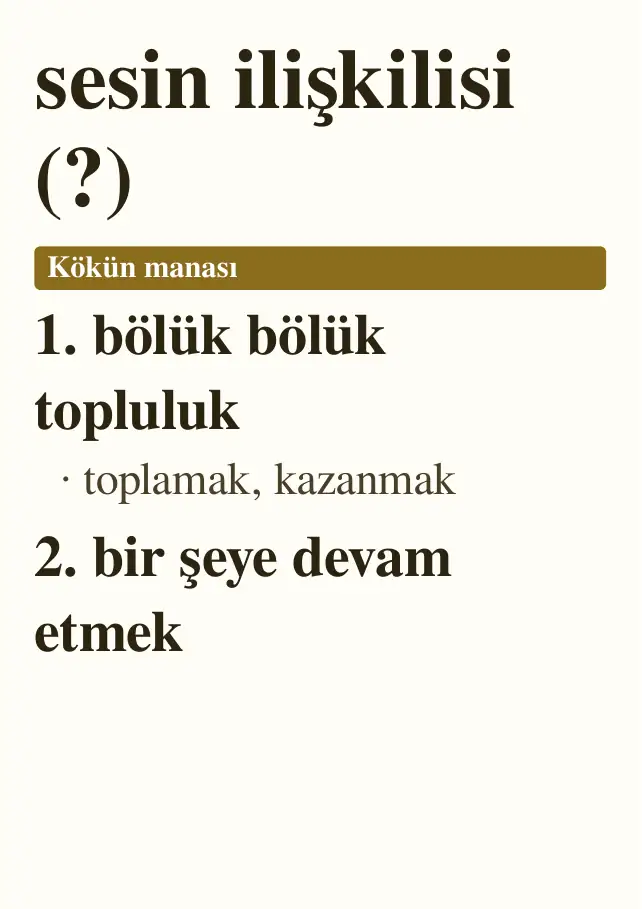 sesin ilişkilisi
(?)
Kökün manası
1. bölük bölük
topluluk
· toplamak, kazanmak
2. bir şeye devam
etmek